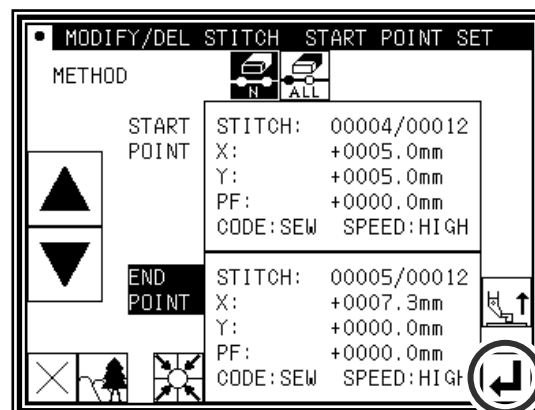 MODIFY/DEL STITCH START POINT SET
METHOD
N ALL
START POINT
STITCH: 00004/00012
X: +0005.0mm
Y: +0005.0mm
PF: +0000.0mm
CODE:SEW SPEED:HIGH
END POINT
STITCH: 00005/00012
X: +0007.3mm
Y: +0000.0mm
PF: +0000.0mm
CODE:SEW SPEED:HIGH